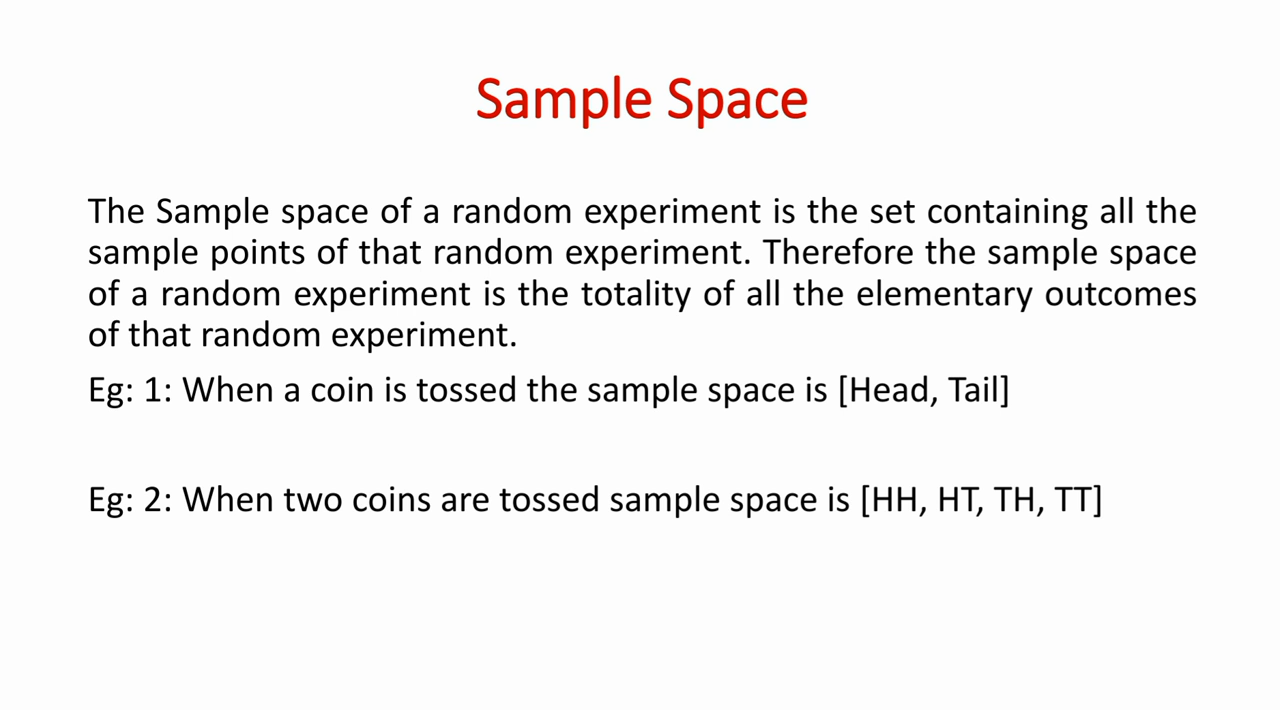 Sample Space
The Sample space of a random experiment is the set containing all the
sample points of that random experiment. Therefore the sample space
of a random experiment is the totality of all the elementary outcomes
of that random experiment.
Eg: 1: When a coin is tossed the sample space is [Head, Tail]
Eg: 2: When two coins are tossed sample space is [HH, HT, TH, TT]